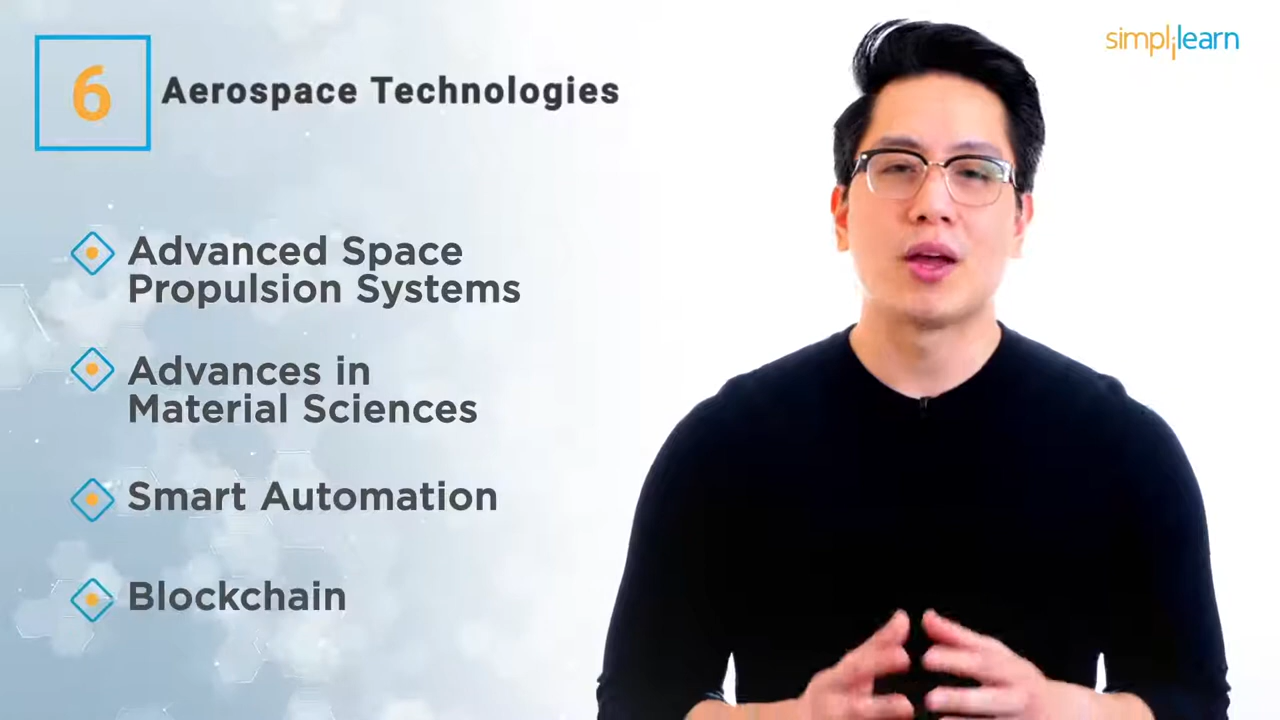 6 Aerospace Technologies
simplilearn
Advanced Space
Propulsion Systems
Advances in
Material Sciences
Smart Automation
Blockchain